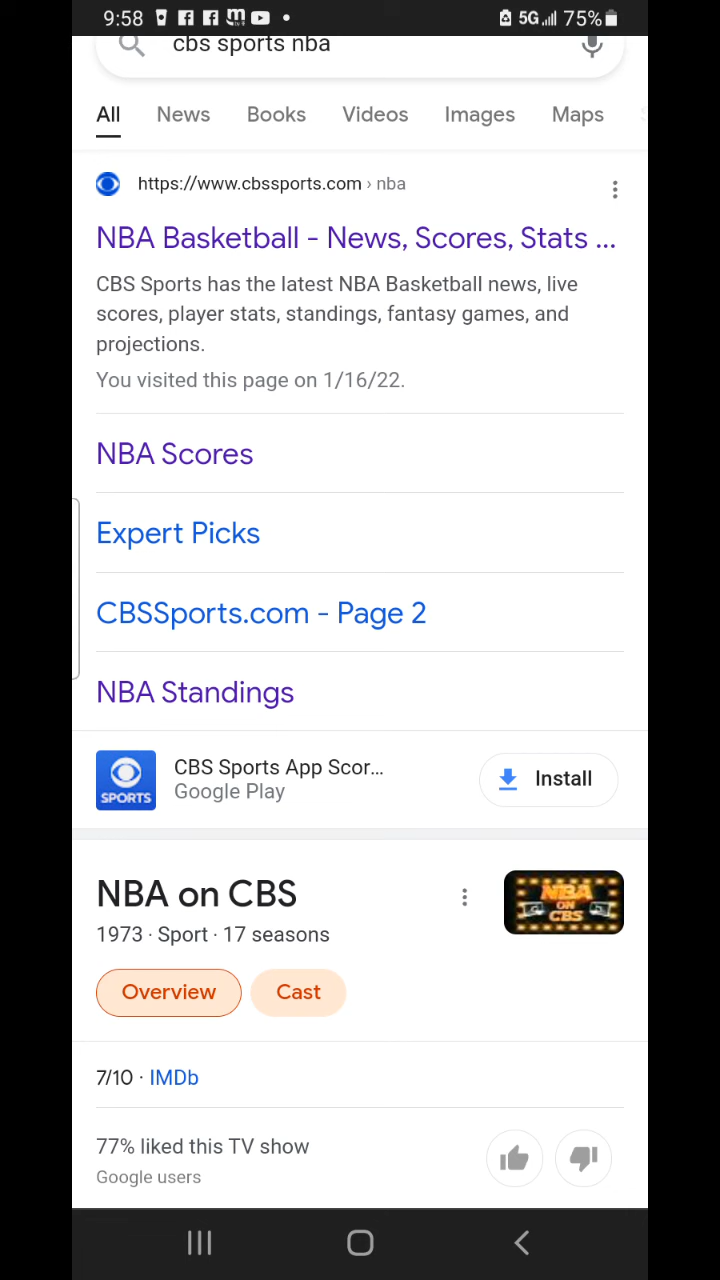 9:58 5G 75%
cbs sports nba
All News Books Videos Images Maps
https://www.cbssports.com › nba
NBA Basketball - News, Scores, Stats ...
CBS Sports has the latest NBA Basketball news, live
scores, player stats, standings, fantasy games, and
projections.
You visited this page on 1/16/22.
NBA Scores
Expert Picks
CBSSports.com - Page 2
NBA Standings
CBS Sports App Scor...
Install
SPORTS
Google Play
NBA on CBS
NBA
ON
CBS
1973 · Sport · 17 seasons
Overview Cast
7/10 · IMDb
77% liked this TV show
Google users